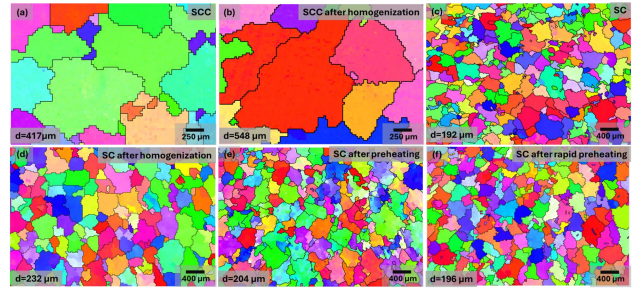 (a)
SCC
d=417µm
250 µm
(b)
SCC after homogenization
d=548 µm
250 µm
(c)
SC
d=192 µm
400 µm
(d)
SC after homogenization
d=232 µm
400 µm
(e)
SC after preheating
d=204 µm
400 µm
(f)
SC after rapid preheating
d=196 µm
400 µm